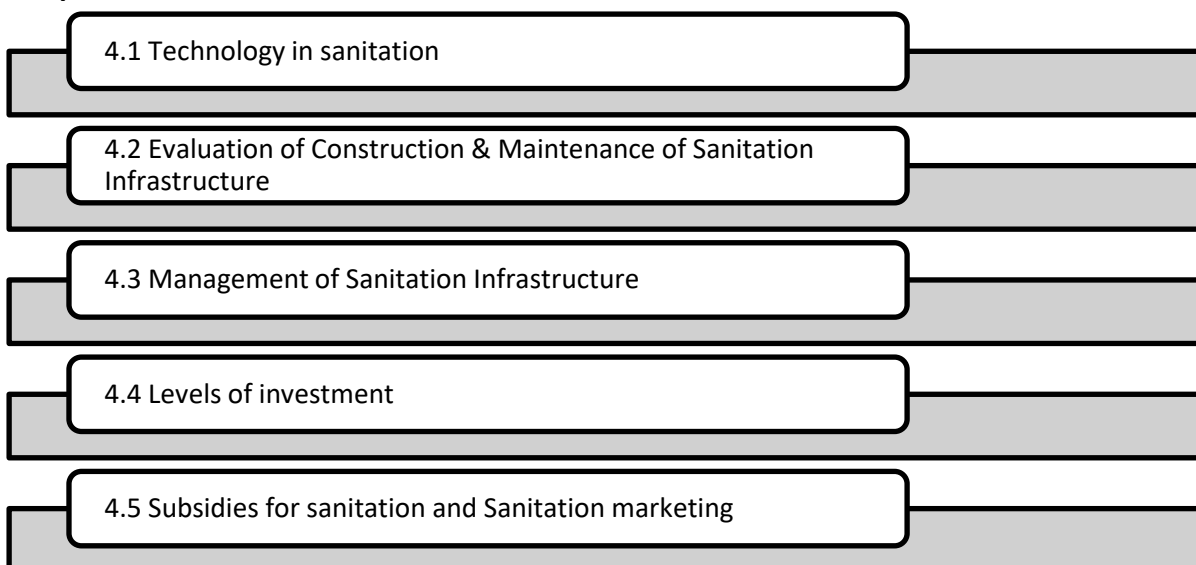 4.1 Technology in sanitation
4.2 Evaluation of Construction & Maintenance of Sanitation
Infrastructure
4.3 Management of Sanitation Infrastructure
4.4 Levels of investment
4.5 Subsidies for sanitation and Sanitation marketing